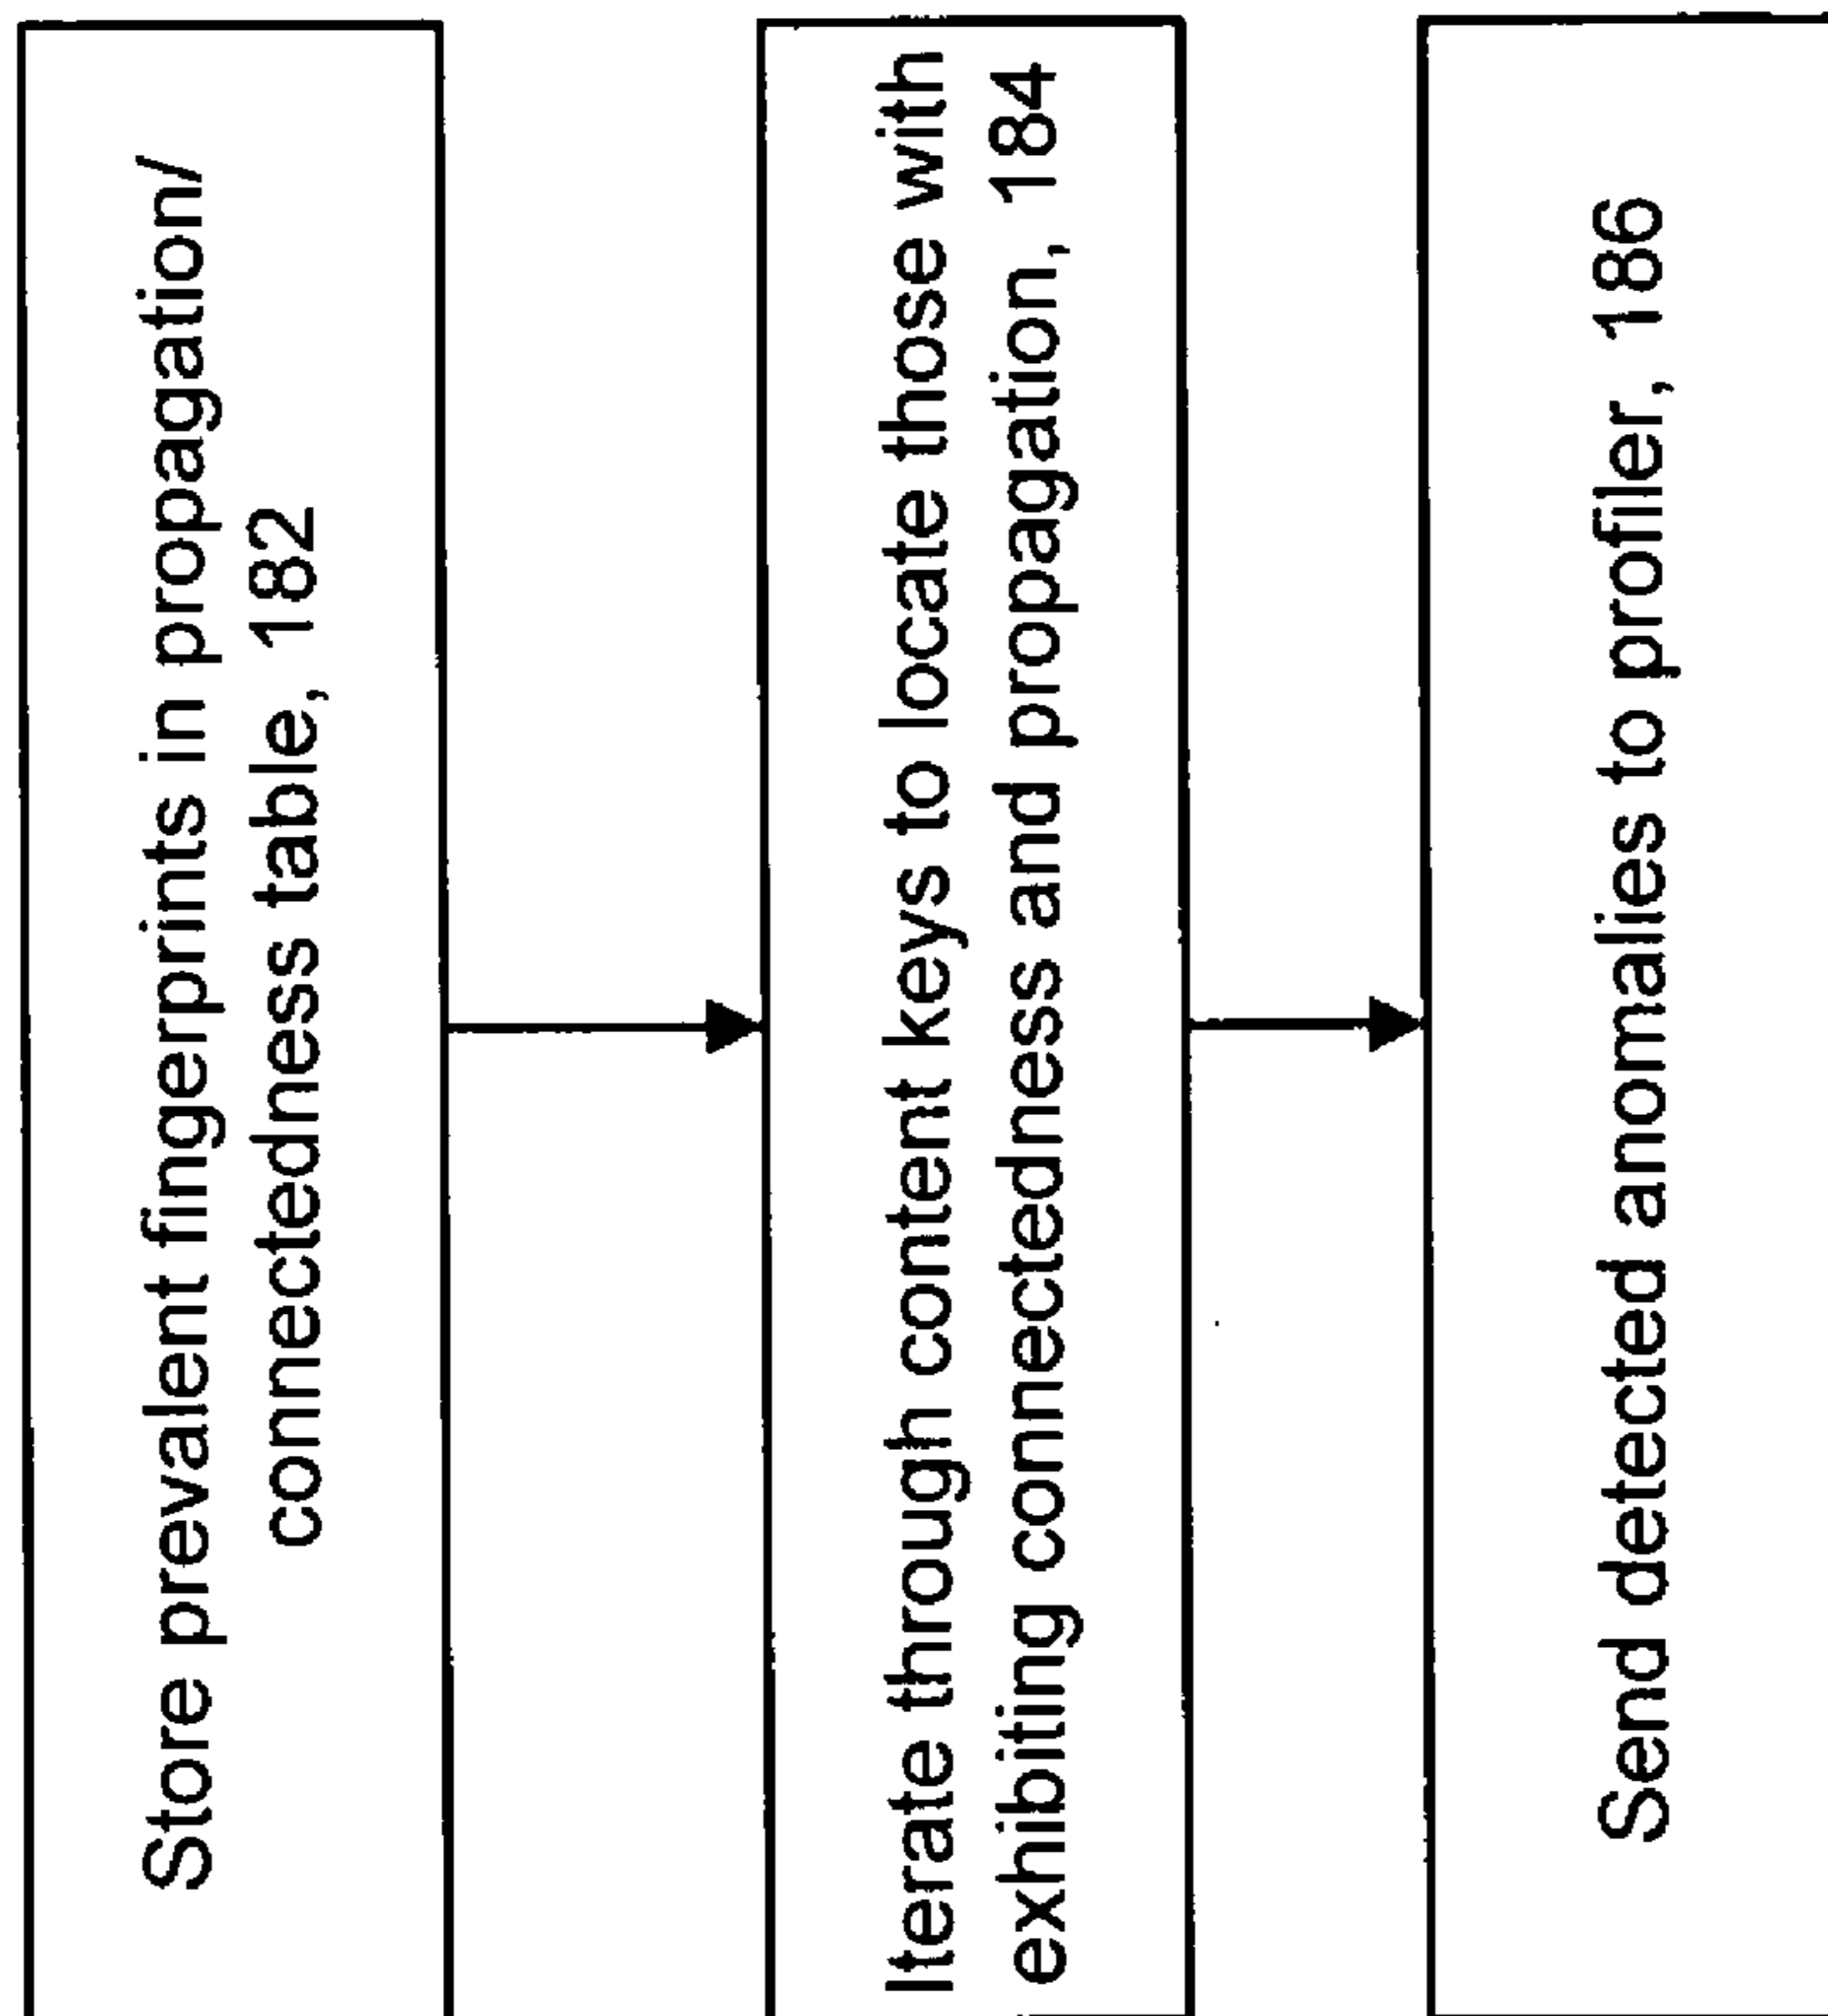 Store prevalent fingerprints in propagation/
connectedness table, 182
Iterate through content keys to locate those with
exhibiting connectedness and propagation, 184
Send detected anomalies to profiler, 186